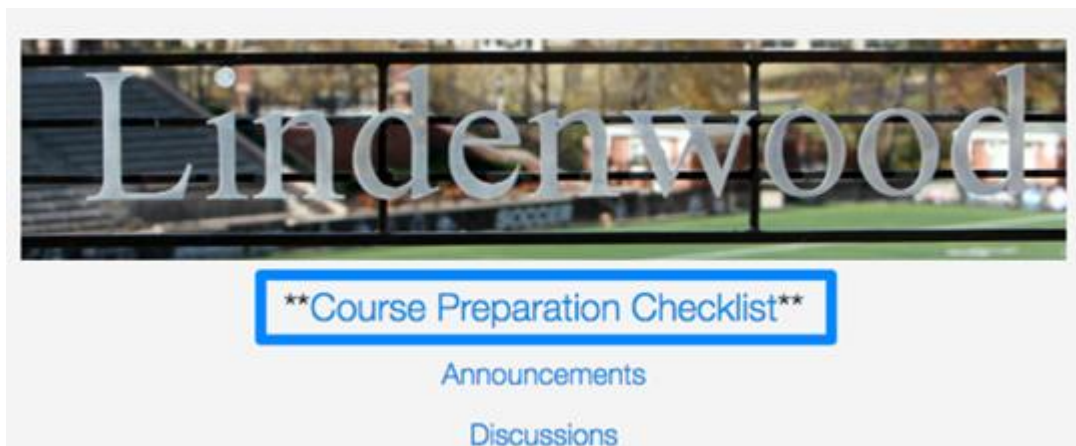 Lindenwood
SOCCER
**Course Preparation Checklist**
Announcements
Discussions